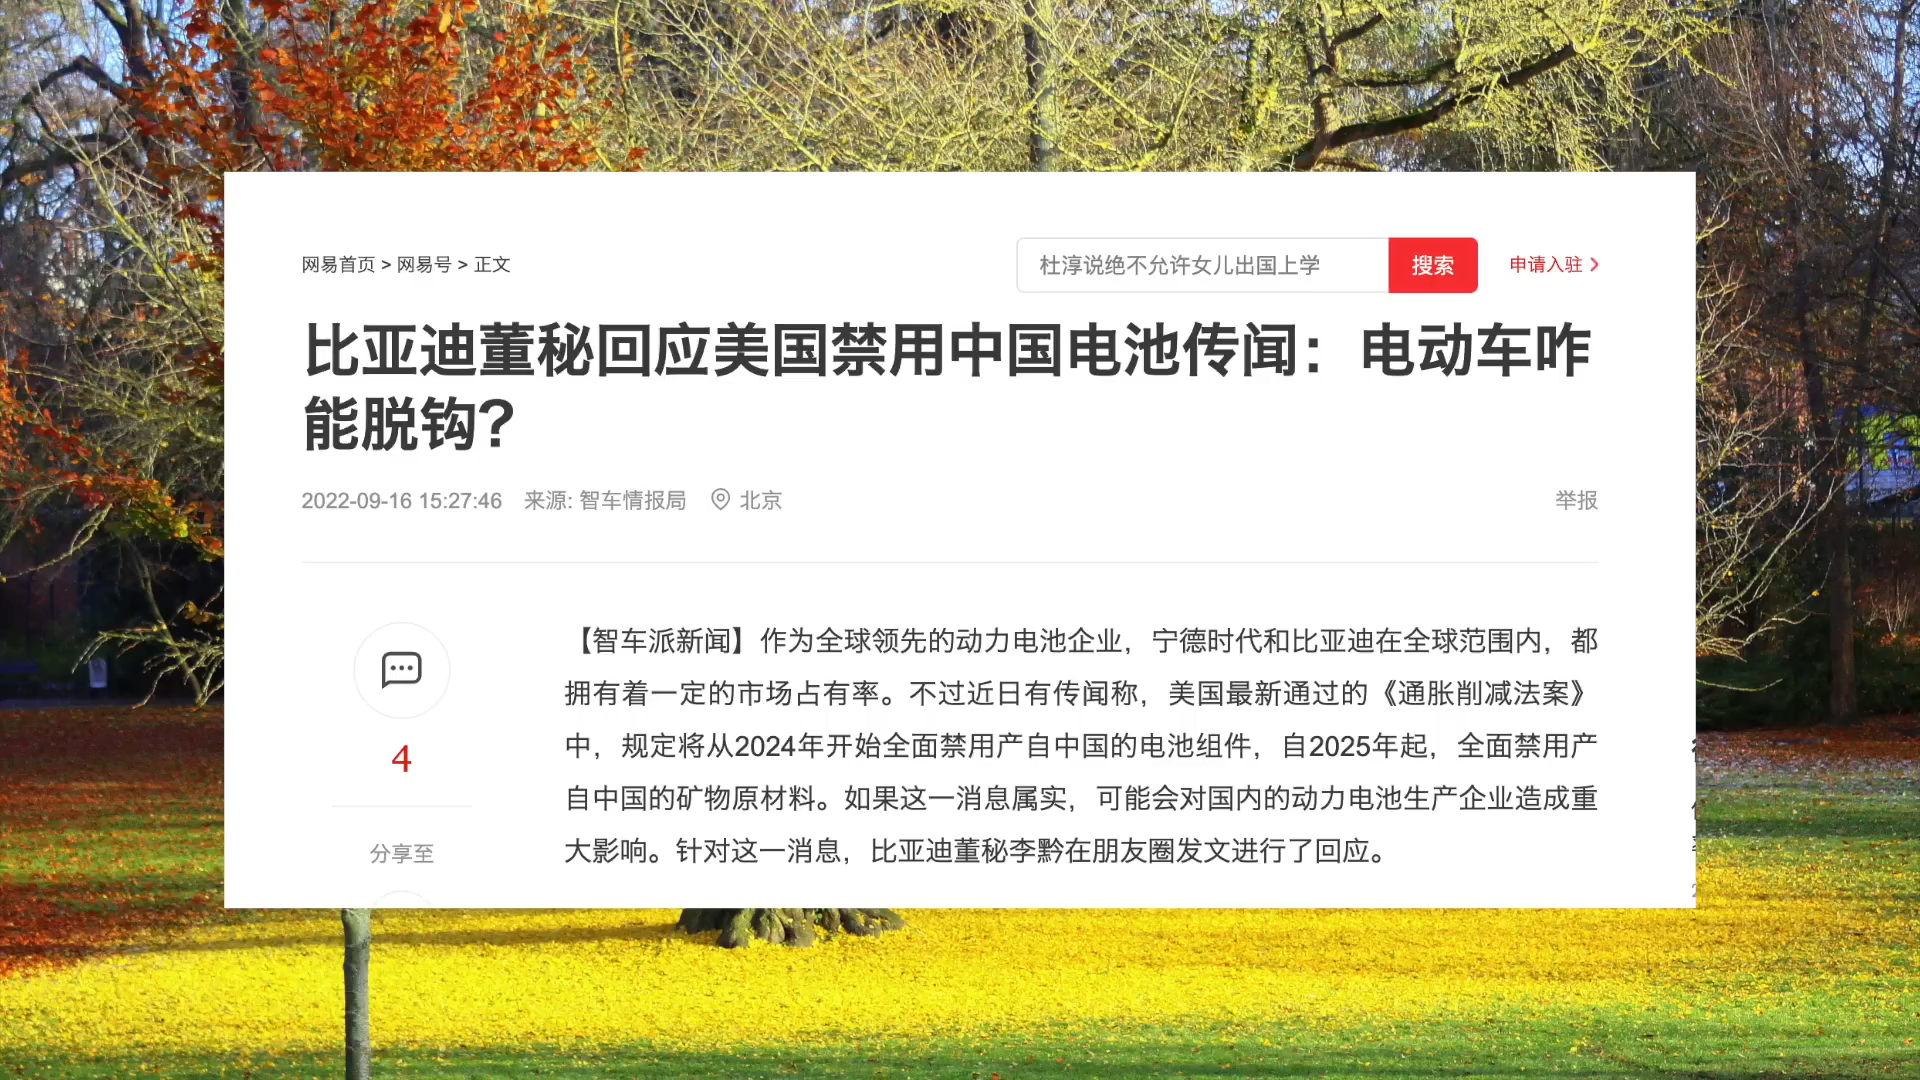 网易首页 > 网易号 > 正文
杜淳说绝不允许女儿出国上学
搜索
申请入驻
比亚迪董秘回应美国禁用中国电池传闻：电动车咋
能脱钩？
2022-09-16 15:27:46 来源: 智车情报局 北京
举报
【智车派新闻】作为全球领先的动力电池企业，宁德时代和比亚迪在全球范围内，都
拥有着一定的市场占有率。不过近日有传闻称，美国最新通过的《通胀削减法案》
中，规定将从2024年开始全面禁用产自中国的电池组件，自2025年起，全面禁用产
自中国的矿物原材料。如果这一消息属实，可能会对国内的动力电池生产企业造成重
大影响。针对这一消息，比亚迪董秘李黔在朋友圈发文进行了回应。
4
分享至